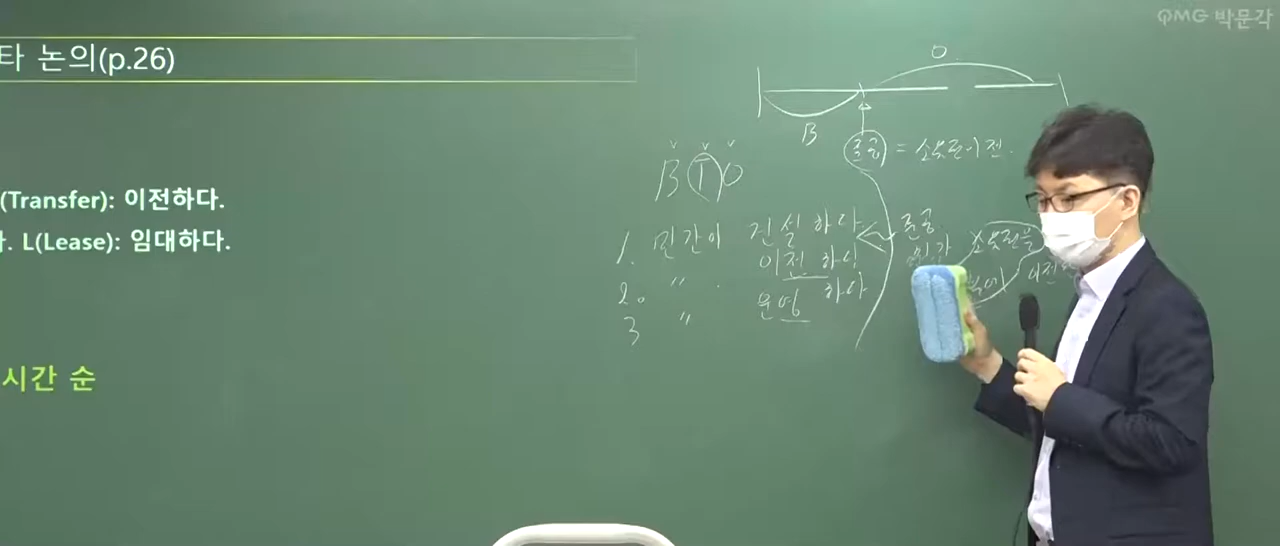 PMG 박문각
타 논의(p.26)
(Transfer): 이전하다.
. L(Lease): 임대하다.
시간 순
O
B
준공 = 소유권이전.
B T O
1. 민간이 건설하다
이전하다
2. 〃 운영하다
3 〃
준공
소유권을